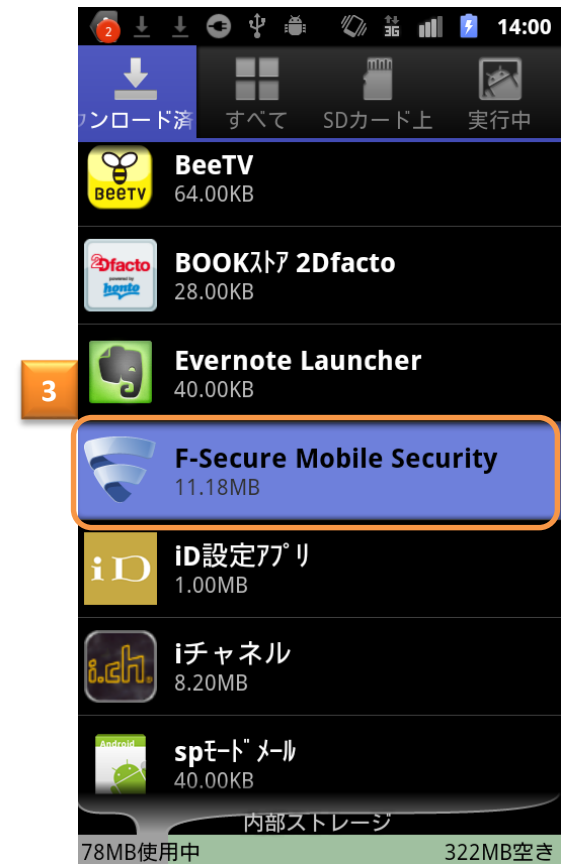 2
3G
14:00
ウンロード済
すべて
SDカード上
実行中
BeeTV
BeeTV
64.00KB
2Dfacto
powered by
honto
BOOKｽﾄｱ 2Dfacto
28.00KB
Evernote Launcher
40.00KB
3
F-Secure Mobile Security
11.18MB
iD
iD設定ｱﾌﾟﾘ
1.00MB
i.ch.
iチャネル
8.20MB
Android
spﾓｰﾄﾞﾒｰﾙ
40.00KB
内部ストレージ
78MB使用中
322MB空き